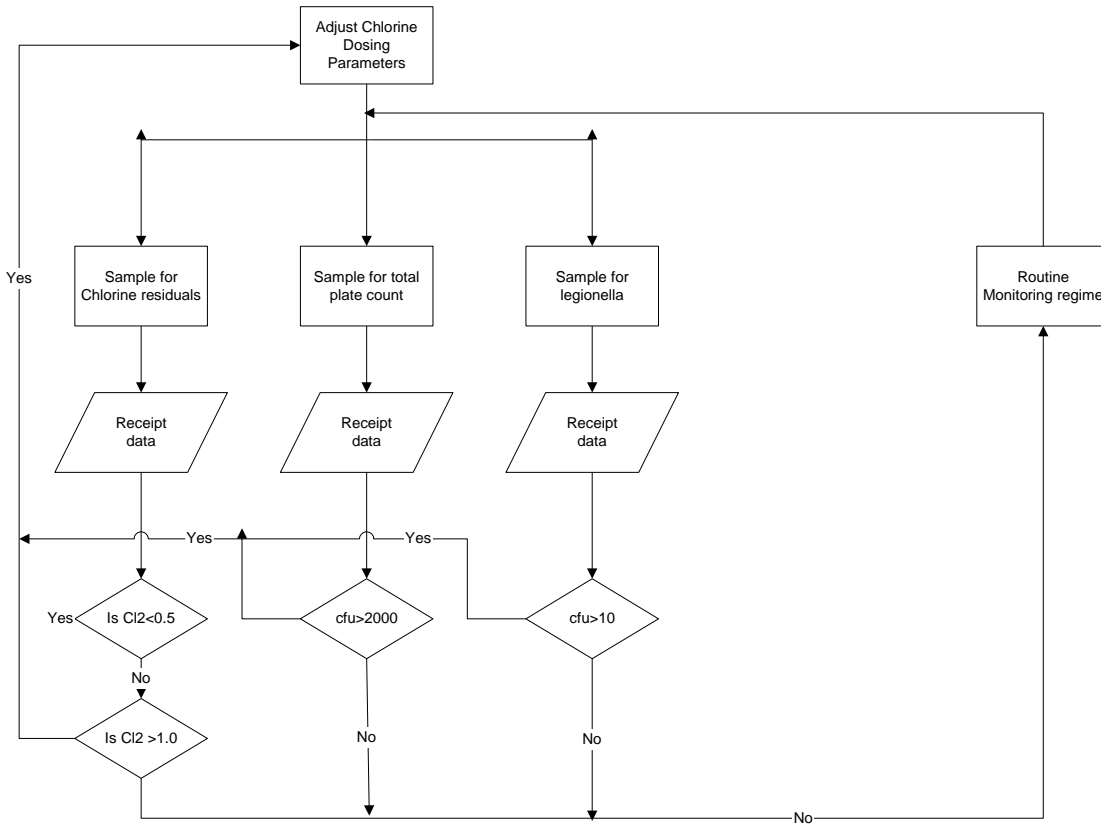 Adjust Chlorine
Dosing
Parameters
Yes
Sample for
Chlorine residuals
Sample for total
plate count
Sample for
legionella
Routine
Monitoring regime
Receipt
data
Receipt
data
Receipt
data
Yes
Yes
Yes
Is Cl2<0.5
cfu>2000
cfu>10
No
Is Cl2 >1.0
No
No
No